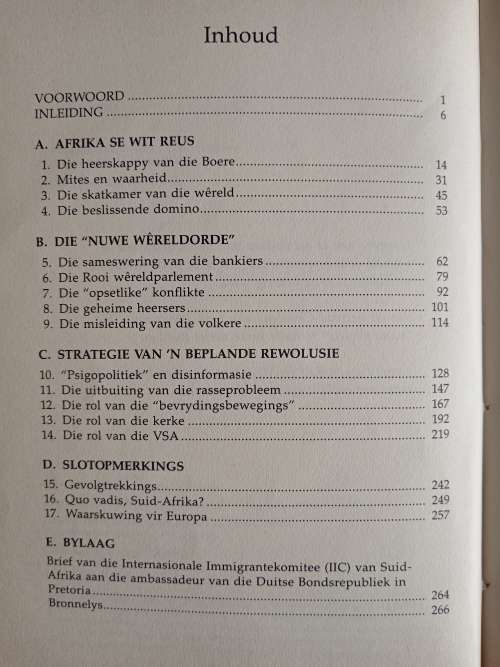 Inhoud
VOORWOORD ........ 1
INLEIDING ........ 6
A. AFRIKA SE WIT REUS
1. Die heerskappy van die Boere........ 14
2. Mites en waarheid........ 31
3. Die skatkamer van die wêreld........ 45
4. Die beslissende domino........ 53
B. DIE “NUWE WÊRELDORDE”
5. Die sameswering van die bankiers ........ 62
6. Die Rooi wêreldparlement ........ 79
7. Die “opsetlike” konflikte ........ 92
8. Die geheime heersers ........ 101
9. Die misleiding van die volkere ........ 114
C. STRATEGIE VAN ’N BEPLANDE REWOLUSIE
10. “Psigopolitiek” en disinformasie ........ 128
11. Die uitbuiting van die rasseprobleem ........ 147
12. Die rol van die “bevrydingsbewegings” ........ 167
13. Die rol van die kerke ........ 192
14. Die rol van die VSA ........ 219
D. SLOTOPMERKINGS
15. Gevolgtrekkings........ 242
16. Quo vadis, Suid-Afrika? ........ 249
17. Waarskuwing vir Europa ........ 257
E. BYLAAG
Brief van die Internasionale Immigrantekomitee (IIC) van Suid-
Afrika aan die ambassadeur van die Duitse Bondsrepubliek in
Pretoria........ 264
Bronnelys........ 266